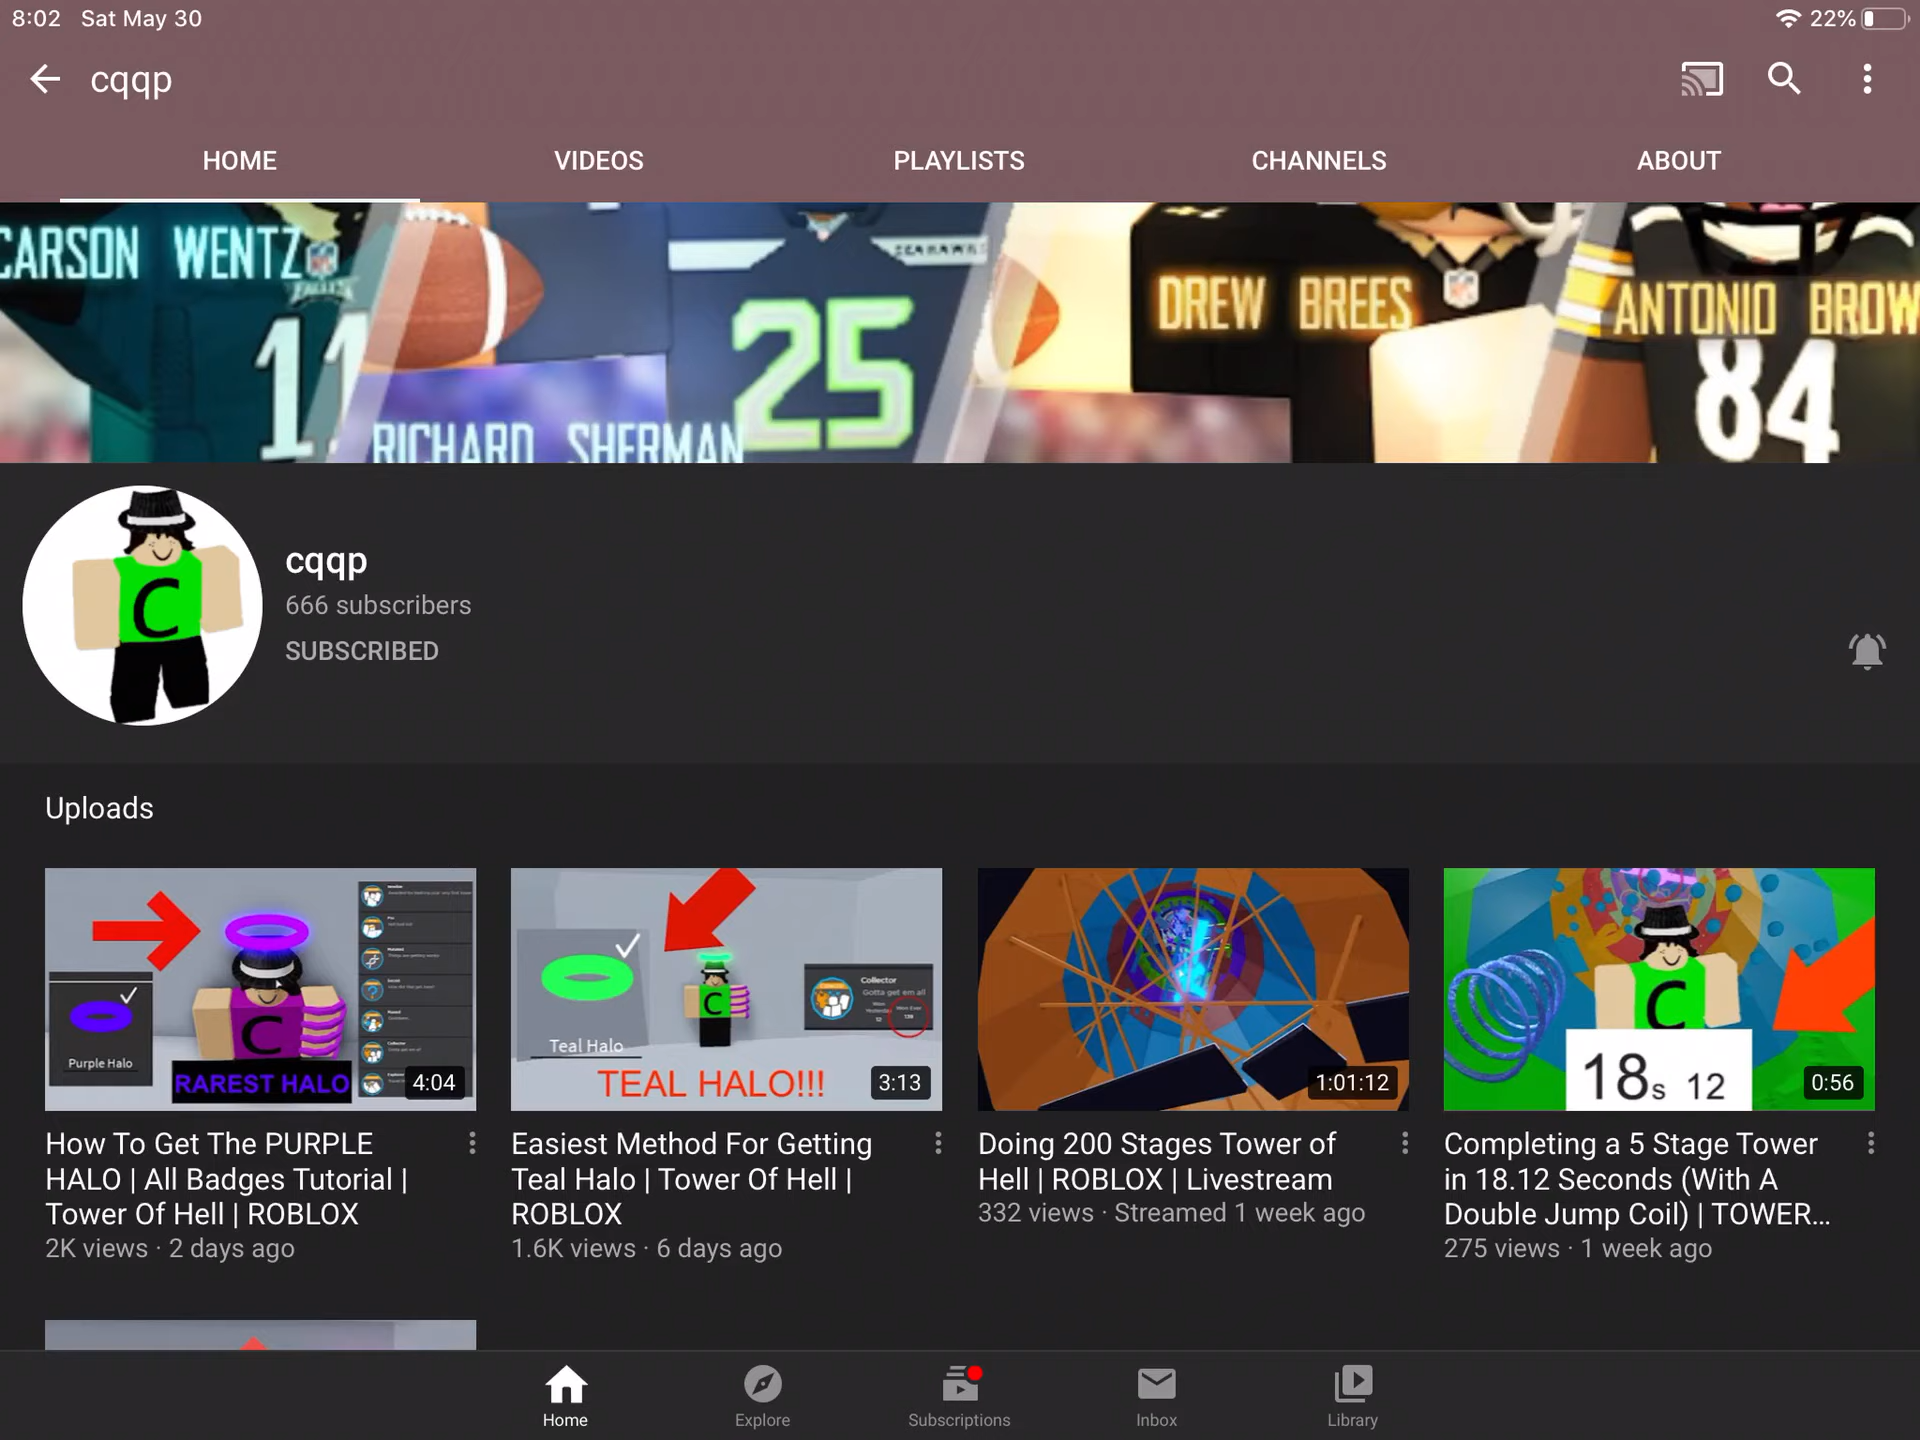 8:02 Sat May 30
22%
cqqp
HOME VIDEOS PLAYLISTS CHANNELS ABOUT
CARSON WENTZ
11
RICHARD SHERMAN
SEAHAWKS
25
DREW BREES
ANTONIO BROW
84
C
cqqp
666 subscribers
SUBSCRIBED
Uploads
Purple Halo
C
RAREST HALO
4:04
Teal Halo
C
Collector
Gotta get em all
TEAL HALO!!!
3:13
1:01:12
C
18s 12
0:56
How To Get The PURPLE
HALO | All Badges Tutorial |
Tower Of Hell | ROBLOX
2K views · 2 days ago
Easiest Method For Getting
Teal Halo | Tower Of Hell |
ROBLOX
1.6K views · 6 days ago
Doing 200 Stages Tower of
Hell | ROBLOX | Livestream
332 views · Streamed 1 week ago
Completing a 5 Stage Tower
in 18.12 Seconds (With A
Double Jump Coil) | TOWER...
275 views · 1 week ago
Home Explore Subscriptions Inbox Library